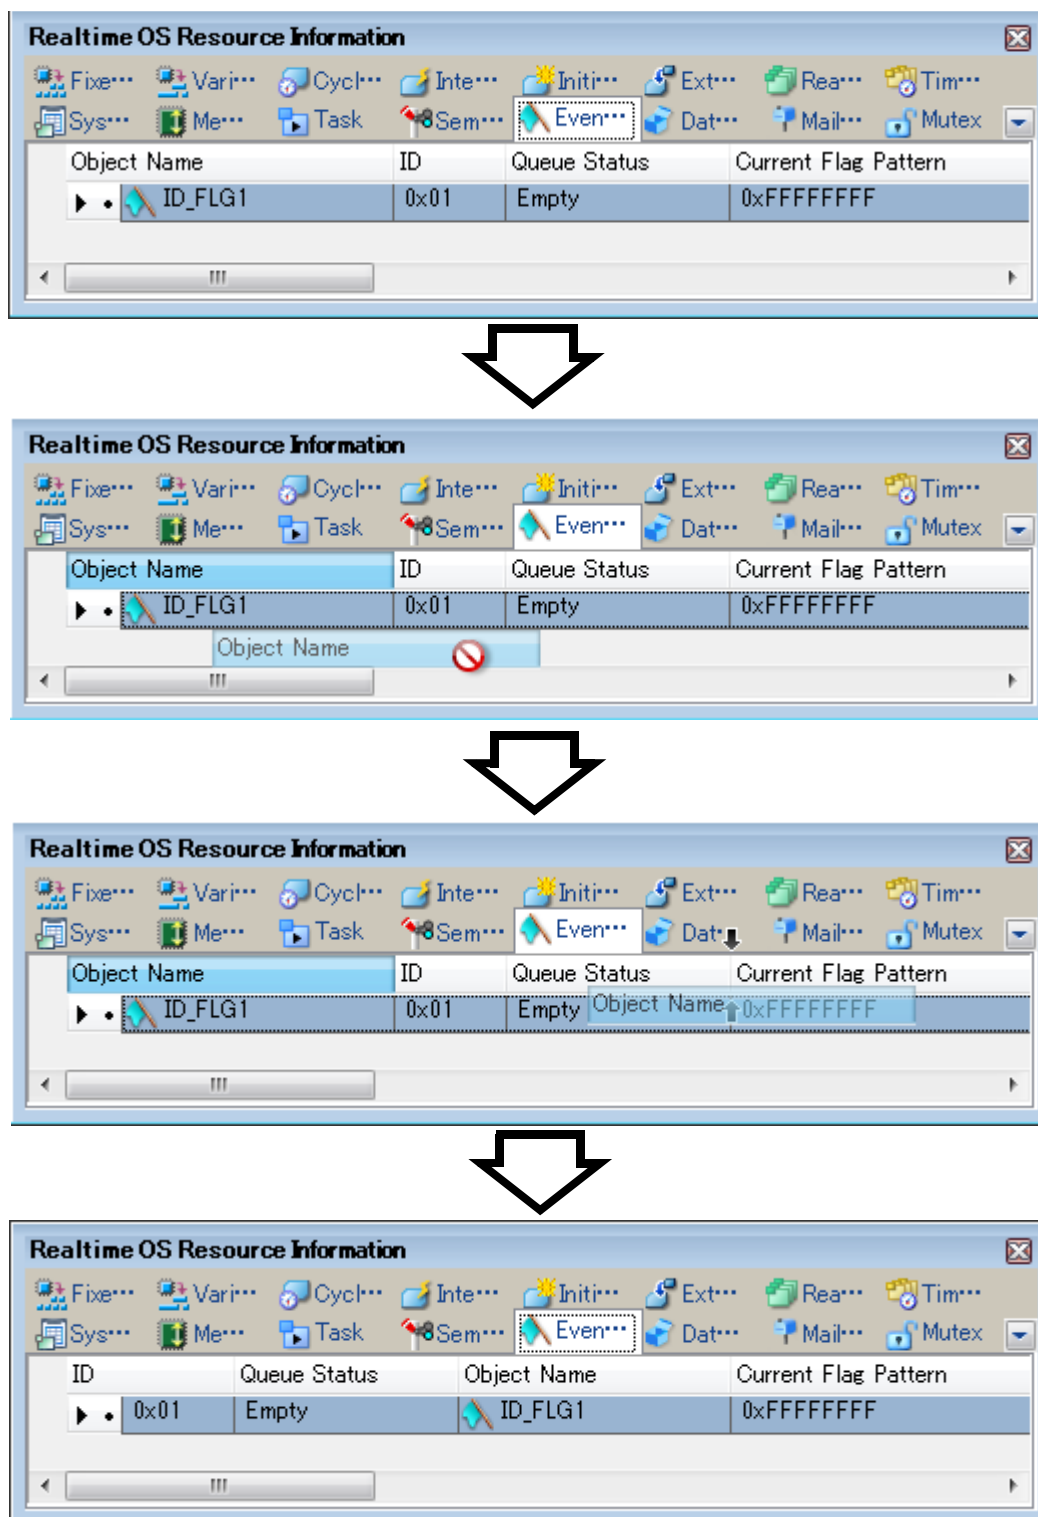 Realtime OS Resource Information
Fixe··· Vari··· Cycl··· Inte··· Initi··· Ext··· Rea··· Tim···
Sys··· Me··· Task Sem··· Even··· Dat··· Mail··· Mutex
Object Name ID Queue Status Current Flag Pattern
ID_FLG1 0x01 Empty 0xFFFFFFFF
Realtime OS Resource Information
Fixe··· Vari··· Cycl··· Inte··· Initi··· Ext··· Rea··· Tim···
Sys··· Me··· Task Sem··· Even··· Dat··· Mail··· Mutex
Object Name ID Queue Status Current Flag Pattern
ID_FLG1 0x01 Empty 0xFFFFFFFF
Object Name
Realtime OS Resource Information
Fixe··· Vari··· Cycl··· Inte··· Initi··· Ext··· Rea··· Tim···
Sys··· Me··· Task Sem··· Even··· Dat· Mail··· Mutex
Object Name ID Queue Status Current Flag Pattern
ID_FLG1 0x01 Empty Object Name 0xFFFFFFFF
Realtime OS Resource Information
Fixe··· Vari··· Cycl··· Inte··· Initi··· Ext··· Rea··· Tim···
Sys··· Me··· Task Sem··· Even··· Dat··· Mail··· Mutex
ID Queue Status Object Name Current Flag Pattern
0x01 Empty ID_FLG1 0xFFFFFFFF